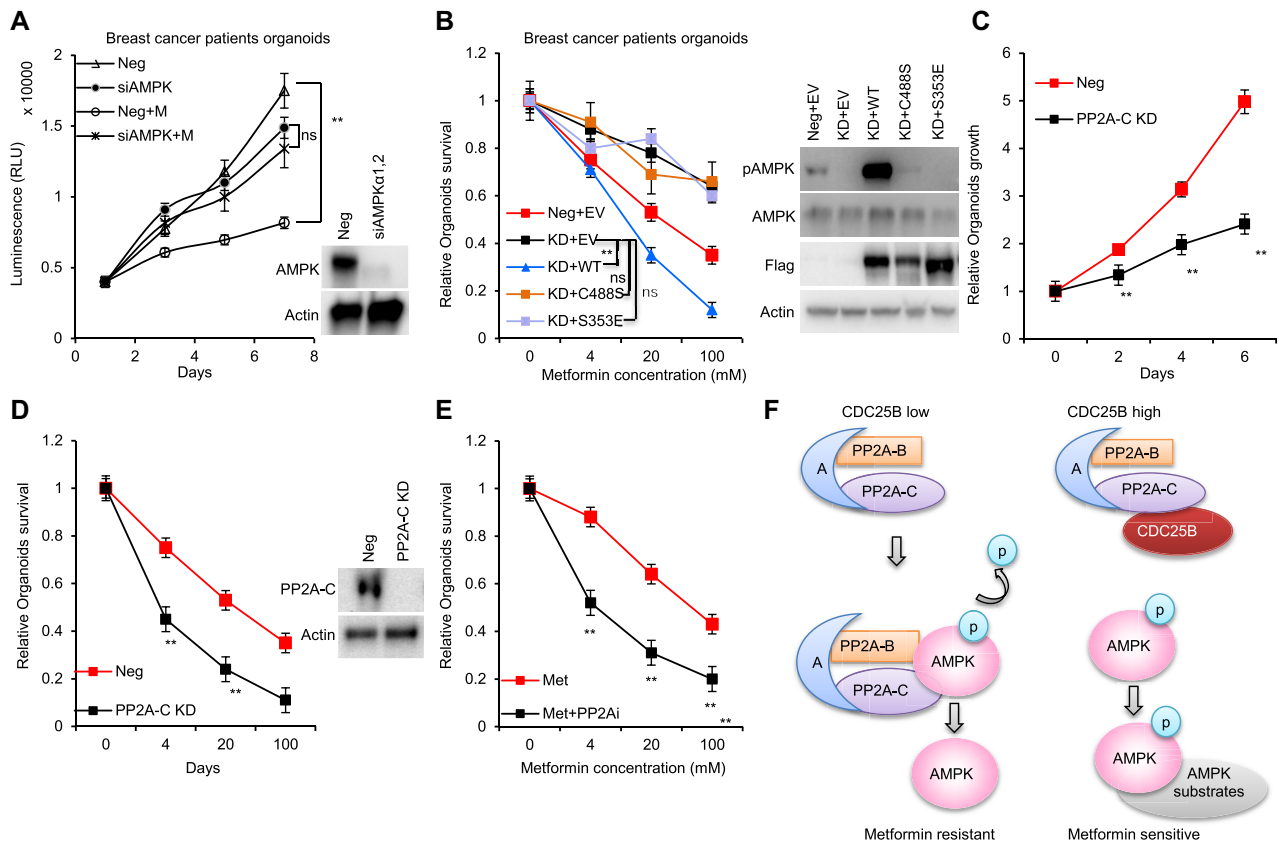 A
Breast cancer patients organoids
x 10000
Luminescence (RLU)
2
1.5
1
0.5
0
0 2 4 6 8
Days
Neg
siAMPK
Neg+M
siAMPK+M
**
ns
Neg
siAMPKα1,2
AMPK
Actin
B
Breast cancer patients organoids
Relative Organoids survival
1.2
1
0.8
0.6
0.4
0.2
0
0 4 20 100
Metformin concentration (mM)
Neg+EV
KD+EV
KD+WT
KD+C488S
KD+S353E
**
ns
ns
Neg+EV
KD+EV
KD+WT
KD+C488S
KD+S353E
pAMPK
AMPK
Flag
Actin
C
Relative Organoids growth
6
5
4
3
2
1
0
0 2 4 6
Days
Neg
PP2A-C KD
**
**
**
D
Relative Organoids survival
1.2
1
0.8
0.6
0.4
0.2
0
0 4 20 100
Days
Neg
PP2A-C KD
**
**
Neg
PP2A-C KD
PP2A-C
Actin
E
Relative Organoids survival
1.2
1
0.8
0.6
0.4
0.2
0
0 4 20 100
Metformin concentration (mM)
Met
Met+PP2Ai
**
**
**
**
F
CDC25B low
A
PP2A-B
PP2A-C
p
A
PP2A-B
PP2A-C
p
AMPK
AMPK
Metformin resistant
CDC25B high
A
PP2A-B
PP2A-C
CDC25B
p
AMPK
p
AMPK
AMPK
substrates
Metformin sensitive